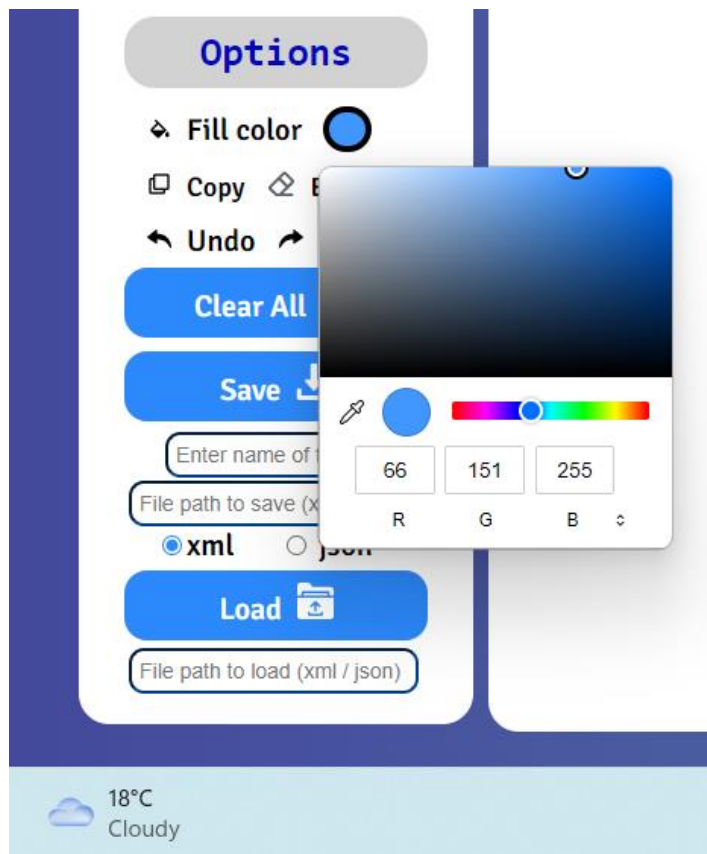 Options
Fill color
Copy
Undo
Clear All
Save
Enter name of
File path to save
66 151 255
R G B
xml json
Load
File path to load (xml / json)
18°C
Cloudy